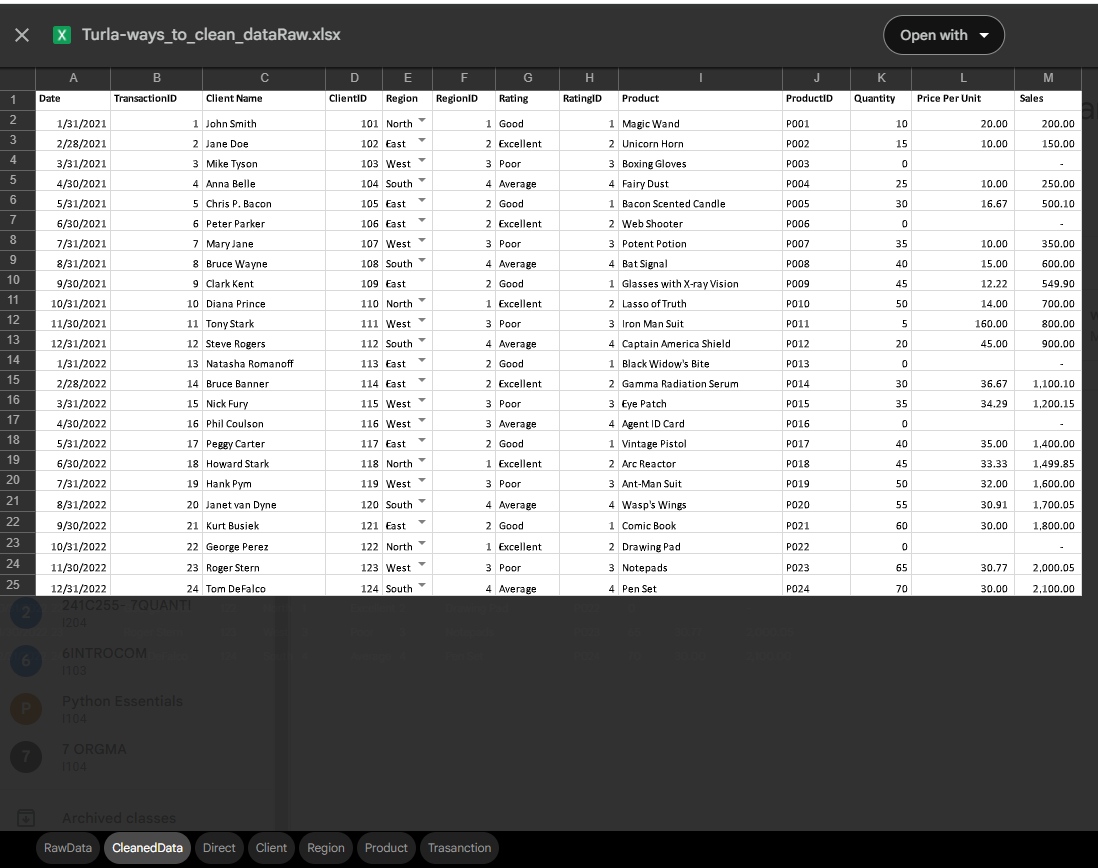 Turla-ways_to_clean_dataRaw.xlsx Open with
A B C D E F G H I J K L M
1 Date TransactionID Client Name ClientID Region RegionID Rating RatingID Product ProductID Quantity Price Per Unit Sales
2 1/31/2021 1 John Smith 101 North 1 Good 1 Magic Wand P001 10 20.00 200.00
3 2/28/2021 2 Jane Doe 102 East 2 Excellent 2 Unicorn Horn P002 15 10.00 150.00
4 3/31/2021 3 Mike Tyson 103 West 3 Poor 3 Boxing Gloves P003 0 -
5 4/30/2021 4 Anna Belle 104 South 4 Average 4 Fairy Dust P004 25 10.00 250.00
6 5/31/2021 5 Chris P. Bacon 105 East 2 Good 1 Bacon Scented Candle P005 30 16.67 500.10
7 6/30/2021 6 Peter Parker 106 East 2 Excellent 2 Web Shooter P006 0 -
8 7/31/2021 7 Mary Jane 107 West 3 Poor 3 Potent Potion P007 35 10.00 350.00
9 8/31/2021 8 Bruce Wayne 108 South 4 Average 4 Bat Signal P008 40 15.00 600.00
10 9/30/2021 9 Clark Kent 109 East 2 Good 1 Glasses with X-ray Vision P009 45 12.22 549.90
11 10/31/2021 10 Diana Prince 110 North 1 Excellent 2 Lasso of Truth P010 50 14.00 700.00
12 11/30/2021 11 Tony Stark 111 West 3 Poor 3 Iron Man Suit P011 5 160.00 800.00
13 12/31/2021 12 Steve Rogers 112 South 4 Average 4 Captain America Shield P012 20 45.00 900.00
14 1/31/2022 13 Natasha Romanoff 113 East 2 Good 1 Black Widow's Bite P013 0 -
15 2/28/2022 14 Bruce Banner 114 East 2 Excellent 2 Gamma Radiation Serum P014 30 36.67 1,100.10
16 3/31/2022 15 Nick Fury 115 West 3 Poor 3 Eye Patch P015 35 34.29 1,200.15
17 4/30/2022 16 Phil Coulson 116 West 3 Average 4 Agent ID Card P016 0 -
18 5/31/2022 17 Peggy Carter 117 East 2 Good 1 Vintage Pistol P017 40 35.00 1,400.00
19 6/30/2022 18 Howard Stark 118 North 1 Excellent 2 Arc Reactor P018 45 33.33 1,499.85
20 7/31/2022 19 Hank Pym 119 West 3 Poor 3 Ant-Man Suit P019 50 32.00 1,600.00
21 8/31/2022 20 Janet van Dyne 120 South 4 Average 4 Wasp's Wings P020 55 30.91 1,700.05
22 9/30/2022 21 Kurt Busiek 121 East 2 Good 1 Comic Book P021 60 30.00 1,800.00
23 10/31/2022 22 George Perez 122 North 1 Excellent 2 Drawing Pad P022 0 -
24 11/30/2022 23 Roger Stern 123 West 3 Poor 3 Notepads P023 65 30.77 2,000.05
25 12/31/2022 24 Tom DeFalco 124 South 4 Average 4 Pen Set P024 70 30.00 2,100.00
2 241C255- 7QUANTI
I204
6 6INTROCOM
I103
P Python Essentials
I104
7 7 ORGMA
I104
Archived classes
RawData CleanedData Direct Client Region Product Trasanction